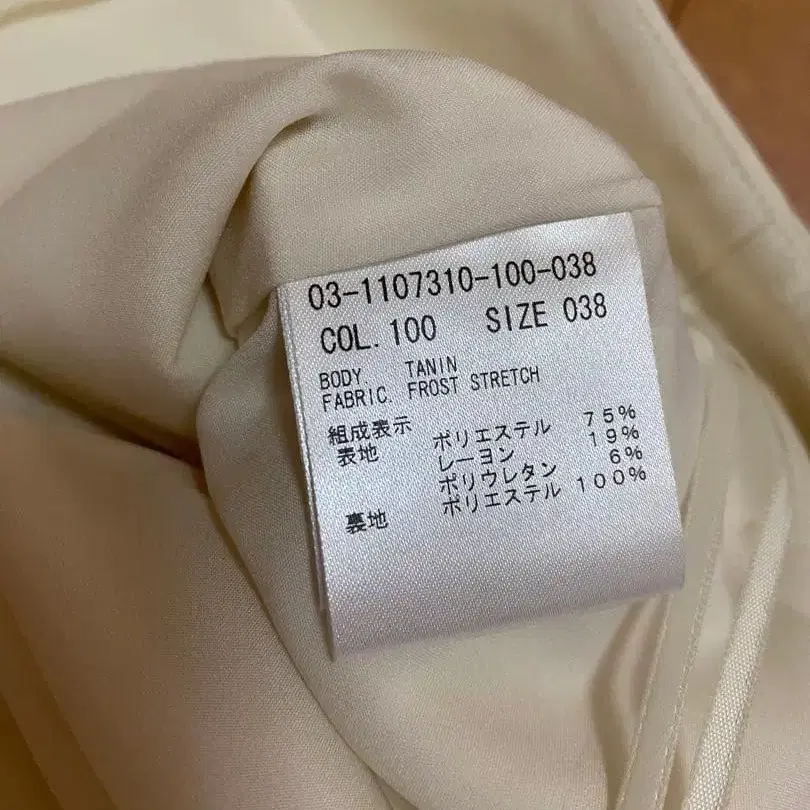 03-1107310-100-038
COL. 100 SIZE 038
BODY. TANIN
FABRIC. FROST STRETCH
組成表示
表地 ポリエステル 75%
レーヨン 19%
ポリウレタン 6%
裏地 ポリエステル 100%